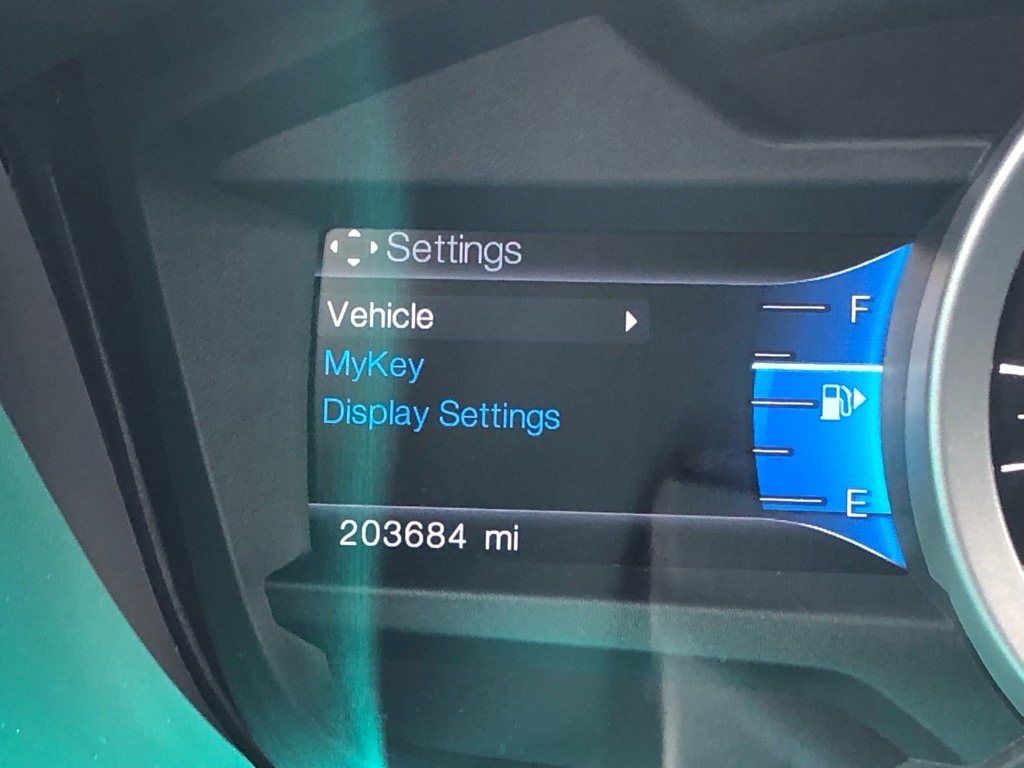 Settings
Vehicle
MyKey
Display Settings
203684 mi
F
E